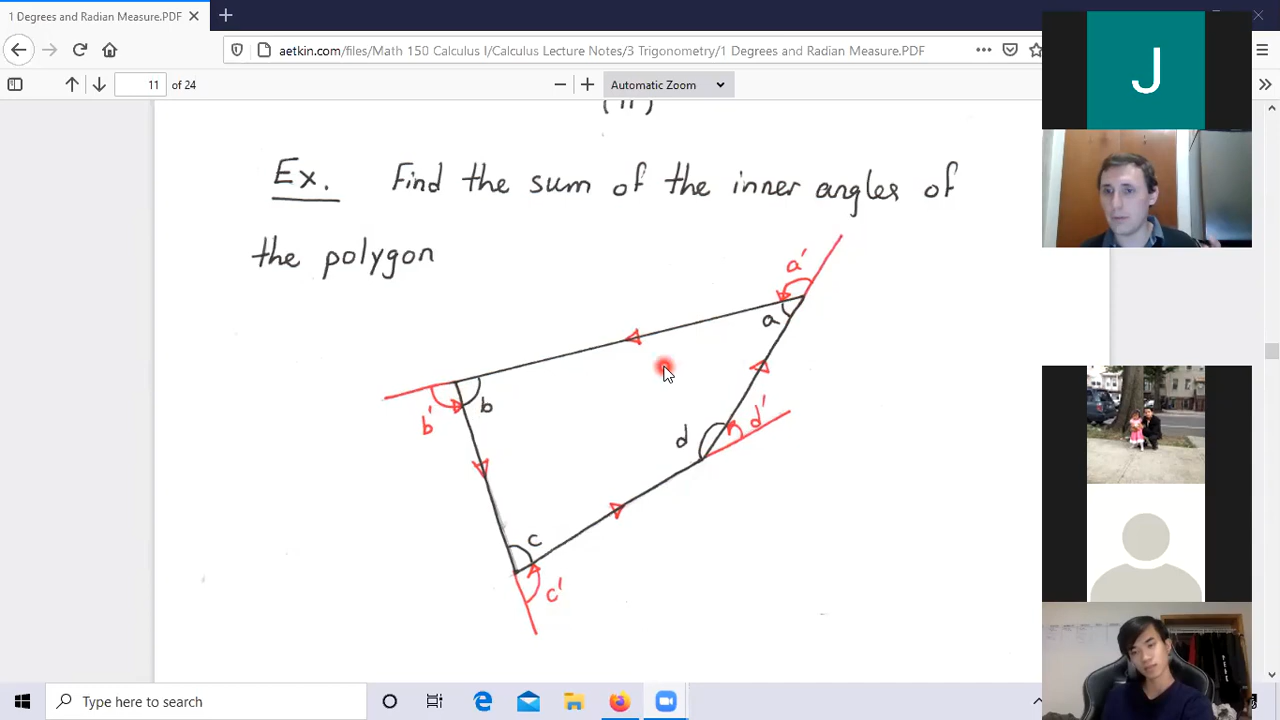 1 Degrees and Radian Measure.PDF
aetkin.com/files/Math 150 Calculus I/Calculus Lecture Notes/3 Trigonometry/1 Degrees and Radian Measure.PDF
11 of 24
Automatic Zoom
Ex. Find the sum of the inner angles of
the polygon
a'
a
b
b'
d'
d
c
c'
J
Type here to search